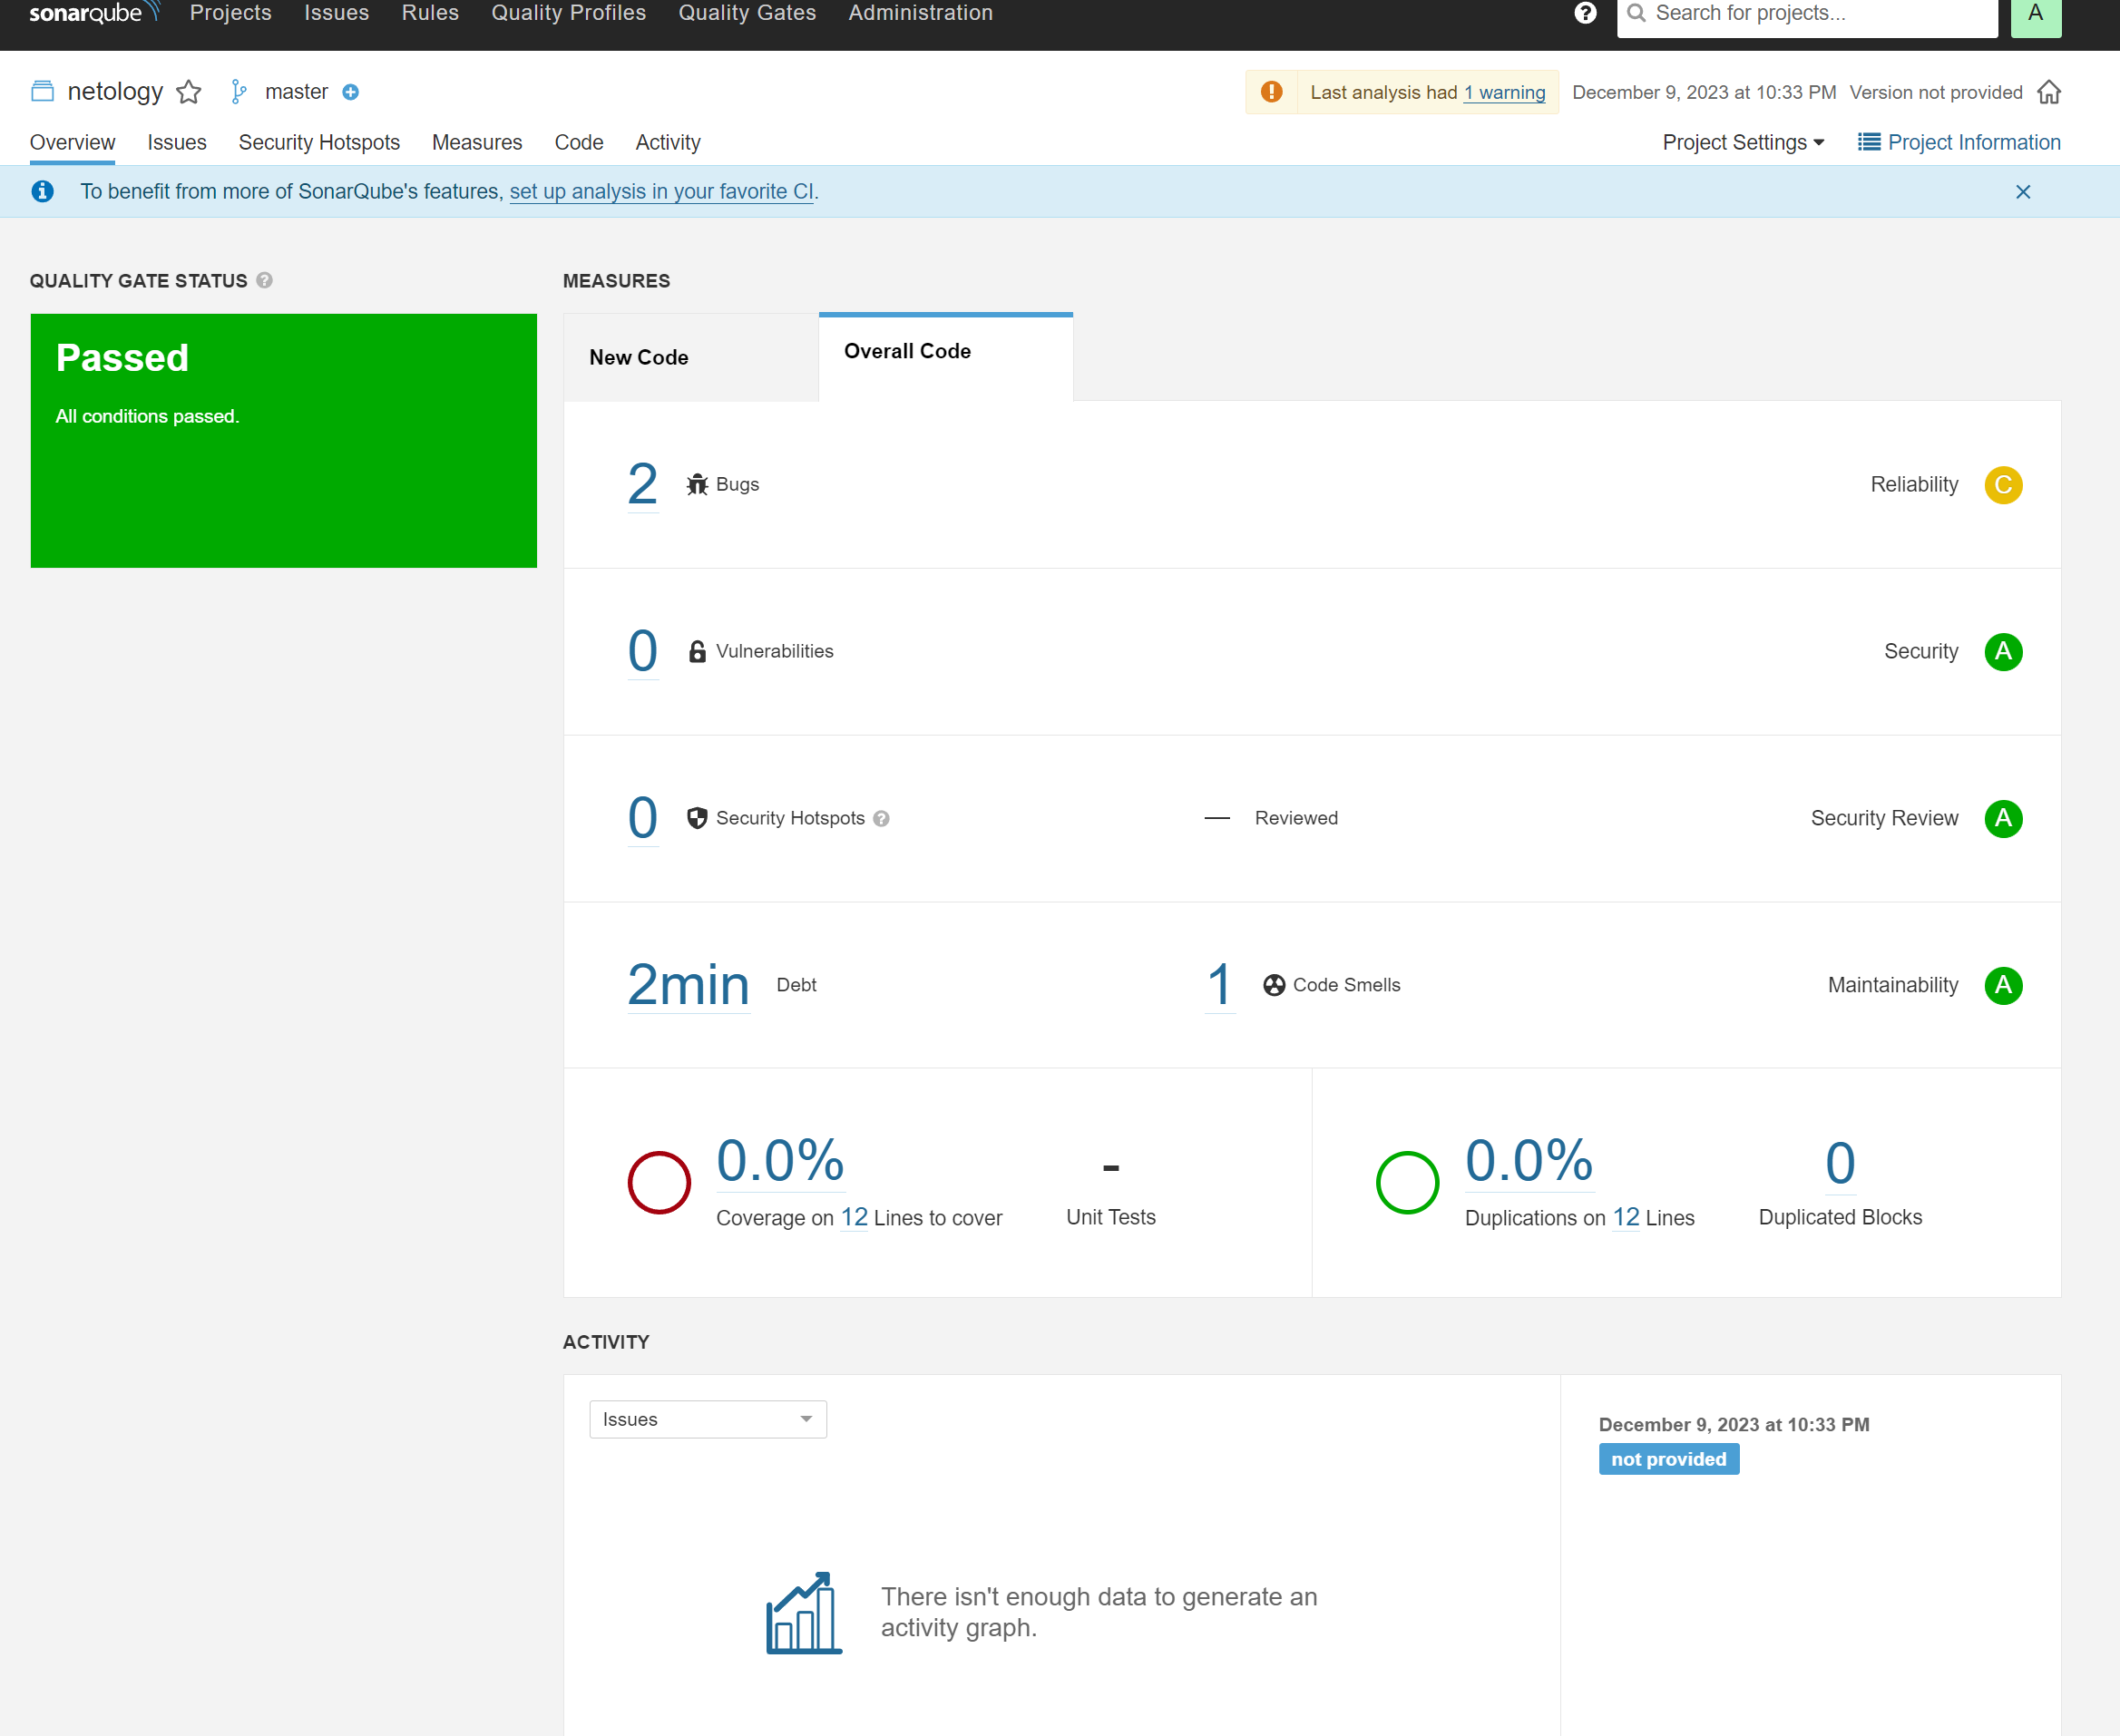 sonarqube Projects Issues Rules Quality Profiles Quality Gates Administration ? Search for projects... A
netology master Last analysis had 1 warning December 9, 2023 at 10:33 PM Version not provided
Overview Issues Security Hotspots Measures Code Activity Project Settings Project Information
To benefit from more of SonarQube's features, set up analysis in your favorite CI.
QUALITY GATE STATUS ?
Passed
All conditions passed.
MEASURES
New Code Overall Code
2 Bugs Reliability C
0 Vulnerabilities Security A
0 Security Hotspots ? — Reviewed Security Review A
2min Debt 1 Code Smells Maintainability A
0.0% - 0.0% 0
Coverage on 12 Lines to cover Unit Tests Duplications on 12 Lines Duplicated Blocks
ACTIVITY
Issues
December 9, 2023 at 10:33 PM
not provided
There isn't enough data to generate an
activity graph.